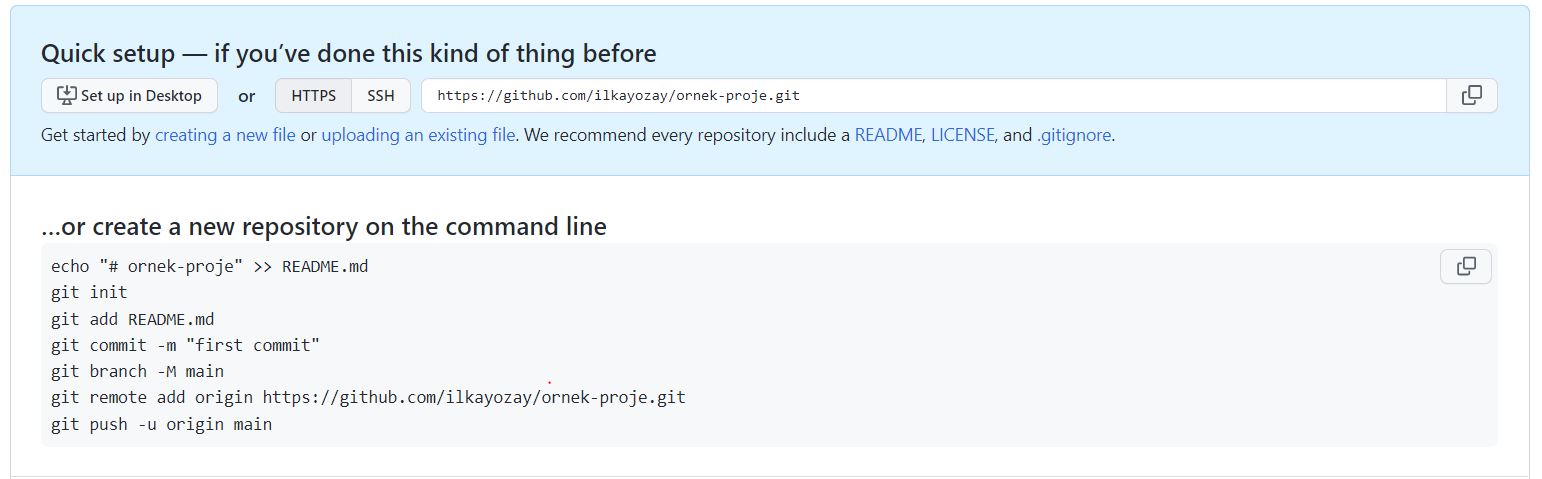 Quick setup — if you’ve done this kind of thing before
Set up in Desktop or HTTPS SSH https://github.com/ilkayozay/ornek-proje.git
Get started by creating a new file or uploading an existing file. We recommend every repository include a README, LICENSE, and .gitignore.
…or create a new repository on the command line
echo "# ornek-proje" >> README.md
git init
git add README.md
git commit -m "first commit"
git branch -M main
git remote add origin https://github.com/ilkayozay/ornek-proje.git
git push -u origin main